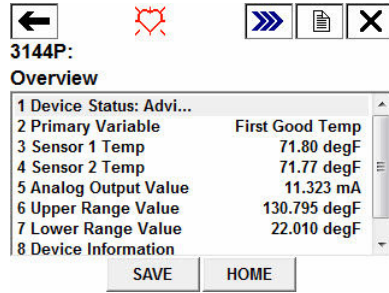 3144P:
Overview
1 Device Status: Advi...
2 Primary Variable First Good Temp
3 Sensor 1 Temp 71.80 degF
4 Sensor 2 Temp 71.77 degF
5 Analog Output Value 11.323 mA
6 Upper Range Value 130.795 degF
7 Lower Range Value 22.010 degF
8 Device Information
SAVE HOME